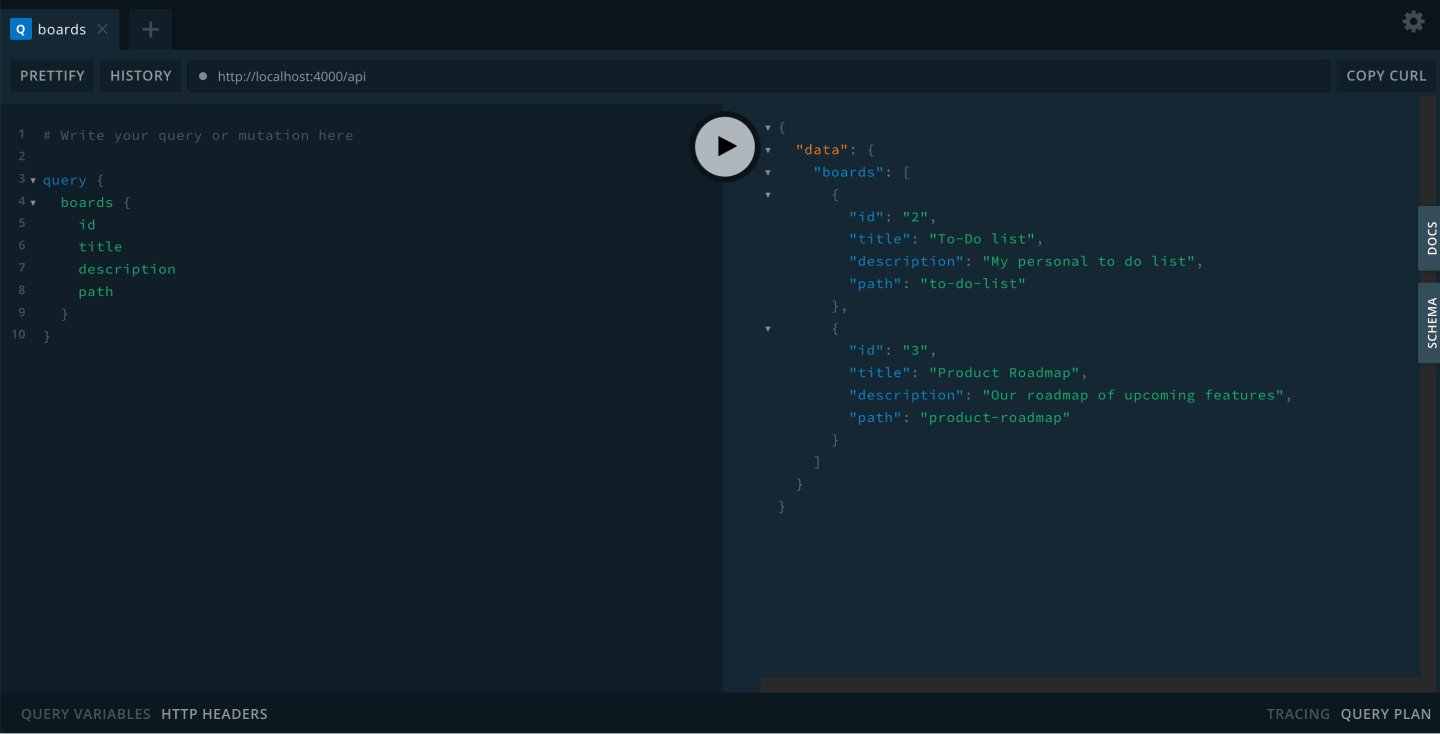 Q boards
PRETTIFY HISTORY http://localhost:4000/api COPY CURL
1 # Write your query or mutation here
2
3 query {
4 boards {
5 id
6 title
7 description
8 path
9 }
10 }
{
"data": {
"boards": [
{
"id": "2",
"title": "To-Do list",
"description": "My personal to do list",
"path": "to-do-list"
},
{
"id": "3",
"title": "Product Roadmap",
"description": "Our roadmap of upcoming features",
"path": "product-roadmap"
}
]
}
}
DOCS
SCHEMA
QUERY VARIABLES HTTP HEADERS TRACING QUERY PLAN